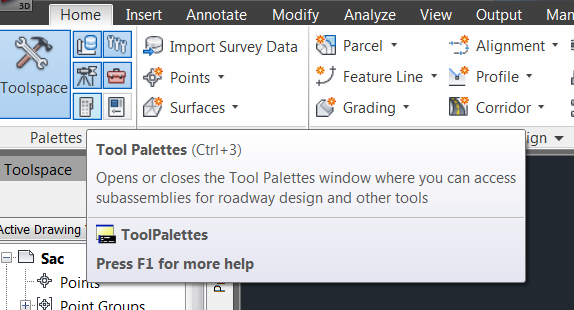 3D
Home Insert Annotate Modify Analyze View Output
Toolspace
Import Survey Data
Points
Surfaces
Parcel
Feature Line
Grading
Alignment
Profile
Corridor
Palettes
Toolspace
Tool Palettes (Ctrl+3)
Opens or closes the Tool Palettes window where you can access
subassemblies for roadway design and other tools
ToolPalettes
Press F1 for more help
Active Drawing
Sac
Points
Point Groups